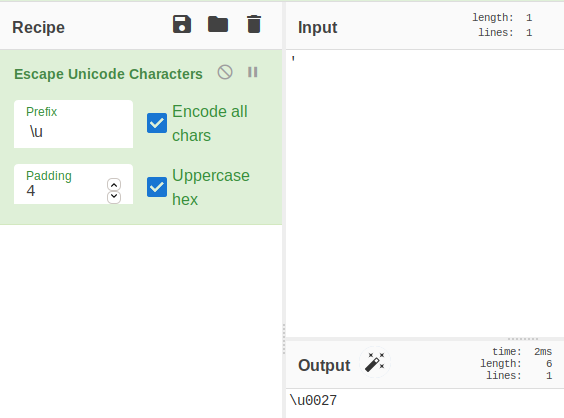 Recipe
Escape Unicode Characters
Prefix
\u
Encode all
chars
Padding
4
Uppercase
hex
Input
length: 1
lines: 1
'
Output
time: 2ms
length: 6
lines: 1
\u0027